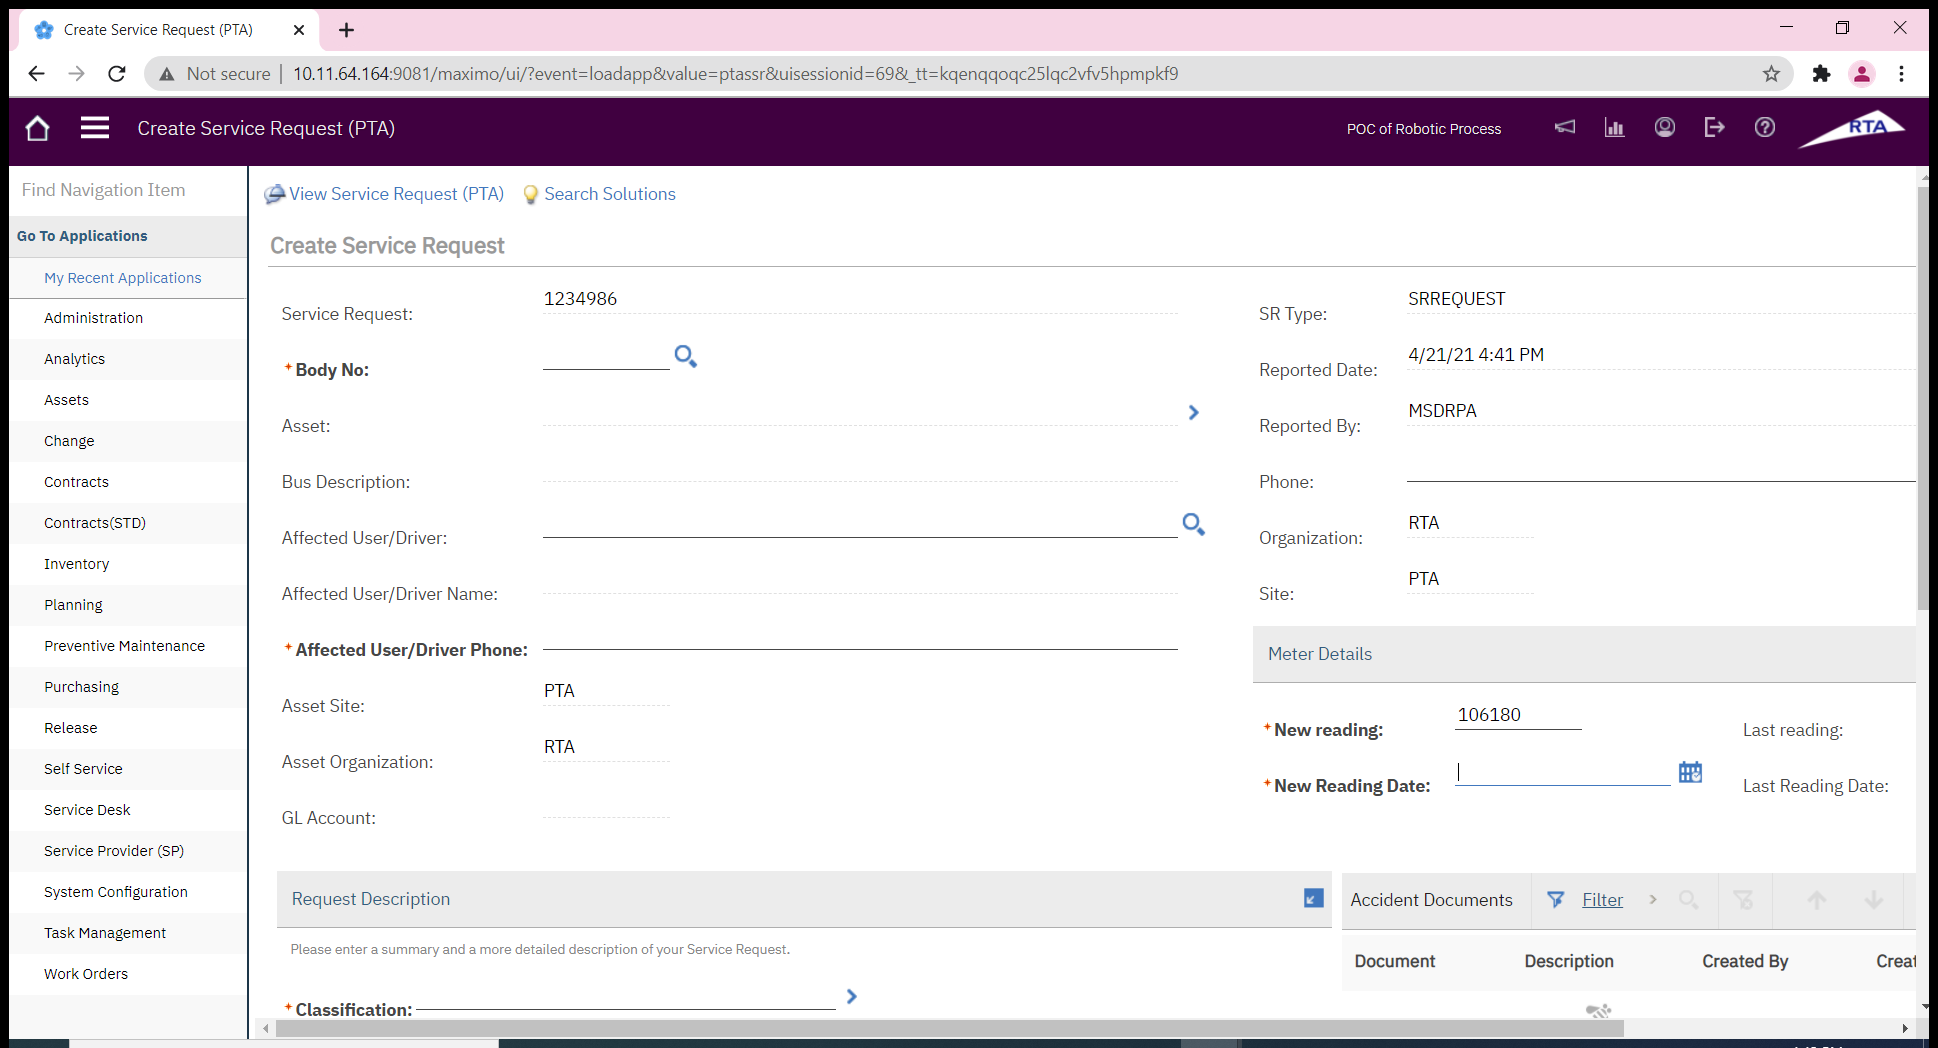 Create Service Request (PTA)
Not secure | 10.11.64.164:9081/maximo/ui/?event=loadapp&value=ptassr&uisessionid=69&_tt=kqenqqoqc25lqc2vfv5hpmpkf9
Create Service Request (PTA)
POC of Robotic Process
RTA
Find Navigation Item
Go To Applications
My Recent Applications
Administration
Analytics
Assets
Change
Contracts
Contracts(STD)
Inventory
Planning
Preventive Maintenance
Purchasing
Release
Self Service
Service Desk
Service Provider (SP)
System Configuration
Task Management
Work Orders
View Service Request (PTA)
Search Solutions
Create Service Request
Service Request: 1234986
*Body No:
Asset:
Bus Description:
Affected User/Driver:
Affected User/Driver Name:
*Affected User/Driver Phone:
Asset Site: PTA
Asset Organization: RTA
GL Account:
SR Type: SRREQUEST
Reported Date: 4/21/21 4:41 PM
Reported By: MSDRPA
Phone:
Organization: RTA
Site: PTA
Meter Details
*New reading: 106180 Last reading:
*New Reading Date: Last Reading Date:
Request Description
Please enter a summary and a more detailed description of your Service Request.
*Classification:
Accident Documents Filter
Document Description Created By Creat